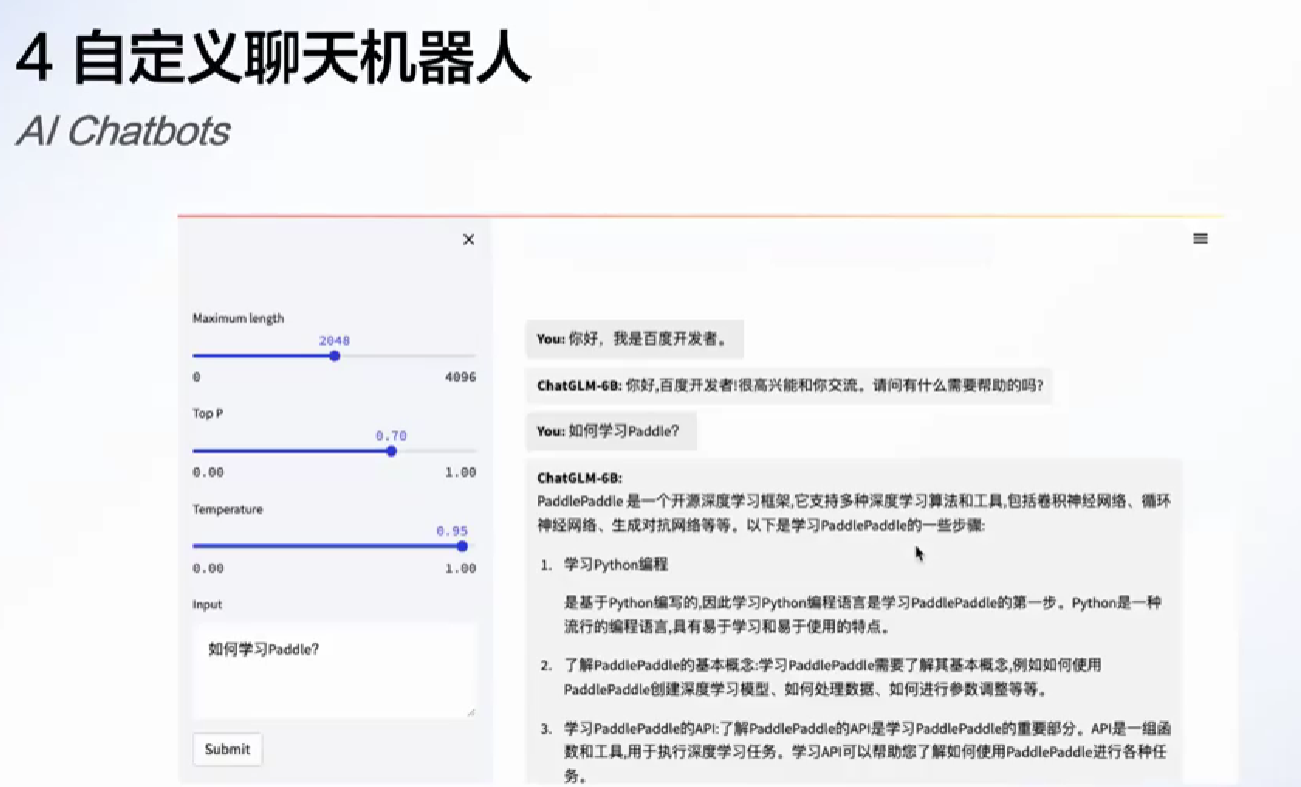 4 自定义聊天机器人
AI Chatbots
Maximum length
2048
0 4096
Top P
0.70
0.00 1.00
Temperature
0.95
0.00 1.00
Input
如何学习Paddle?
Submit
You: 你好，我是百度开发者。
ChatGLM-6B: 你好,百度开发者!很高兴能和你交流。请问有什么需要帮助的吗?
You: 如何学习Paddle?
ChatGLM-6B:
PaddlePaddle 是一个开源深度学习框架,它支持多种深度学习算法和工具,包括卷积神经网络、循环
神经网络、生成对抗网络等等。以下是学习PaddlePaddle的一些步骤:
1. 学习Python编程
是基于Python编写的,因此学习Python编程语言是学习PaddlePaddle的第一步。Python是一种
流行的编程语言,具有易于学习和易于使用的特点。
2. 了解PaddlePaddle的基本概念:学习PaddlePaddle需要了解其基本概念,例如如何使用
PaddlePaddle创建深度学习模型、如何处理数据、如何进行参数调整等等。
3. 学习PaddlePaddle的API:了解PaddlePaddle的API是学习PaddlePaddle的重要部分。API是一组函
数和工具,用于执行深度学习任务。学习API可以帮助您了解如何使用PaddlePaddle进行各种任
务。